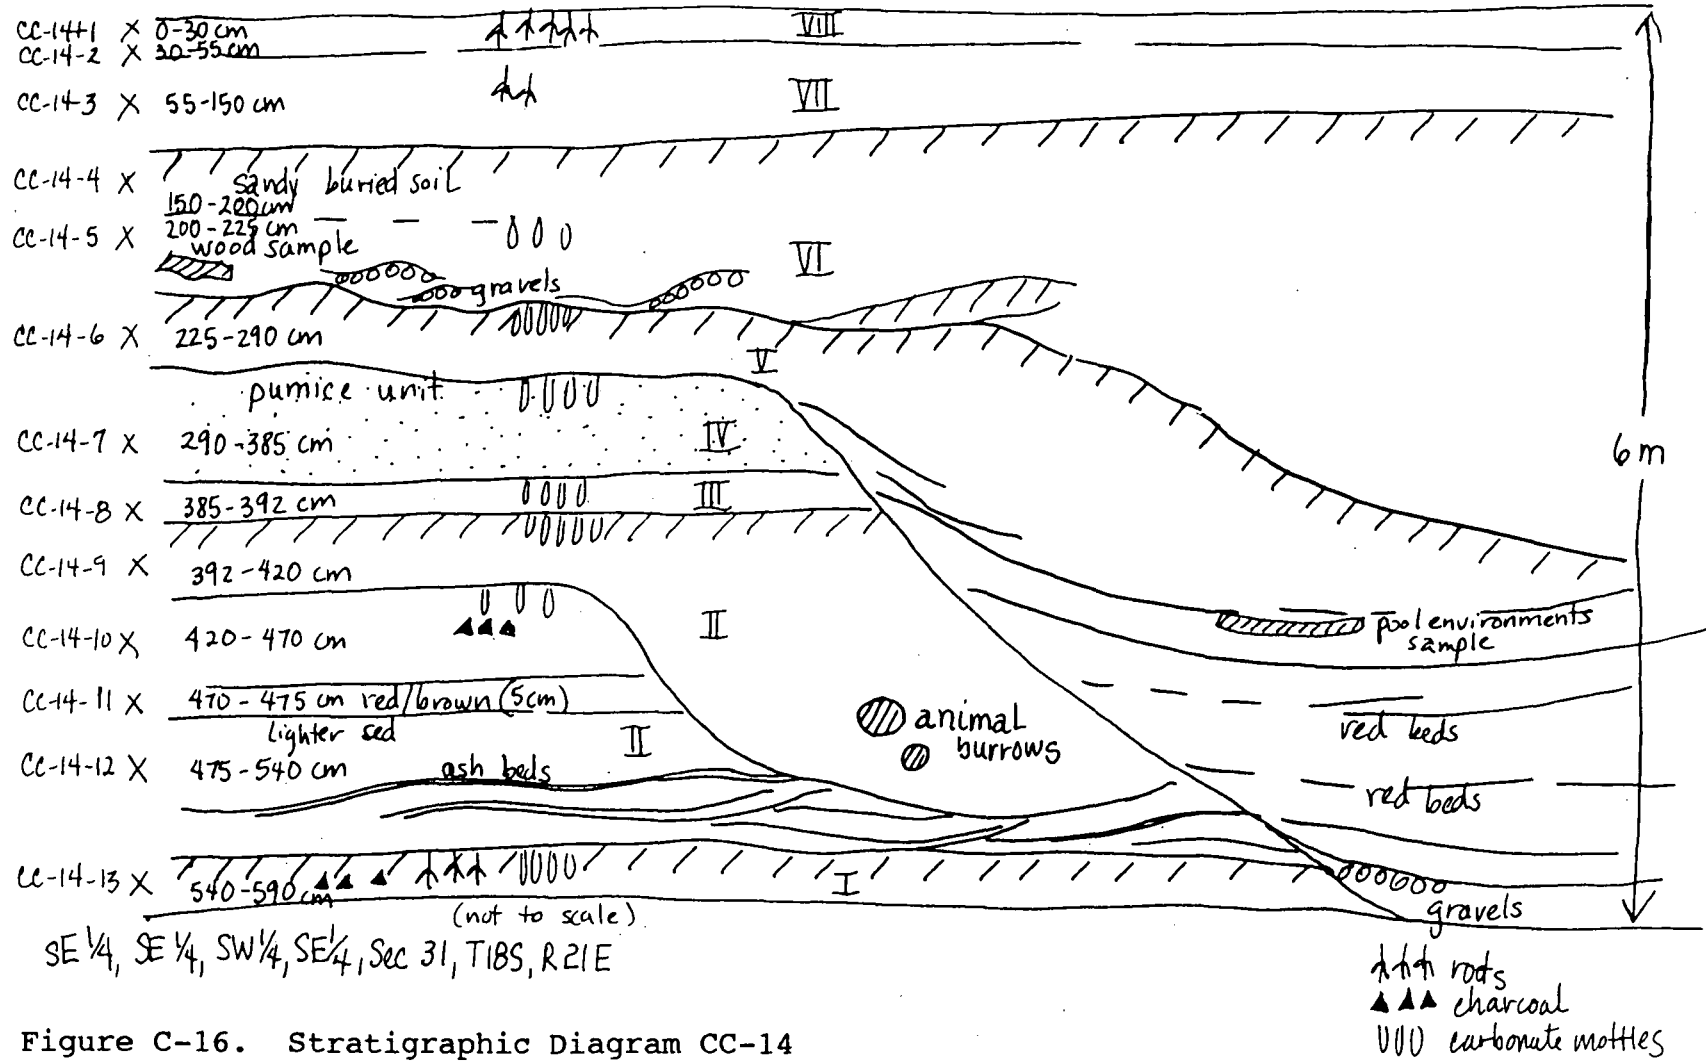 CC-14-1 X 0-30 cm VIII
CC-14-2 X 30-55cm
CC-14-3 X 55-150 cm VII
CC-14-4 X sandy buried soil
150-200cm
CC-14-5 X 200-225 cm
wood sample
VI
gravels
CC-14-6 X 225-290 cm
V
pumice unit
CC-14-7 X 290-385 cm IV
6 m
CC-14-8 X 385-392 cm III
CC-14-9 X 392-420 cm
CC-14-10 X 420-470 cm II
pool environments
sample
CC-14-11 X 470-475 cm red/brown (5cm)
animal
burrows
red beds
lighter sed
II
CC-14-12 X 475-540 cm ash beds
red beds
CC-14-13 X 540-590 cm I
gravels
(not to scale)
SE 1/4, SE 1/4, SW 1/4, SE 1/4, Sec 31, T18S, R21E
roots
charcoal
carbonate mottles
Figure C-16. Stratigraphic Diagram CC-14